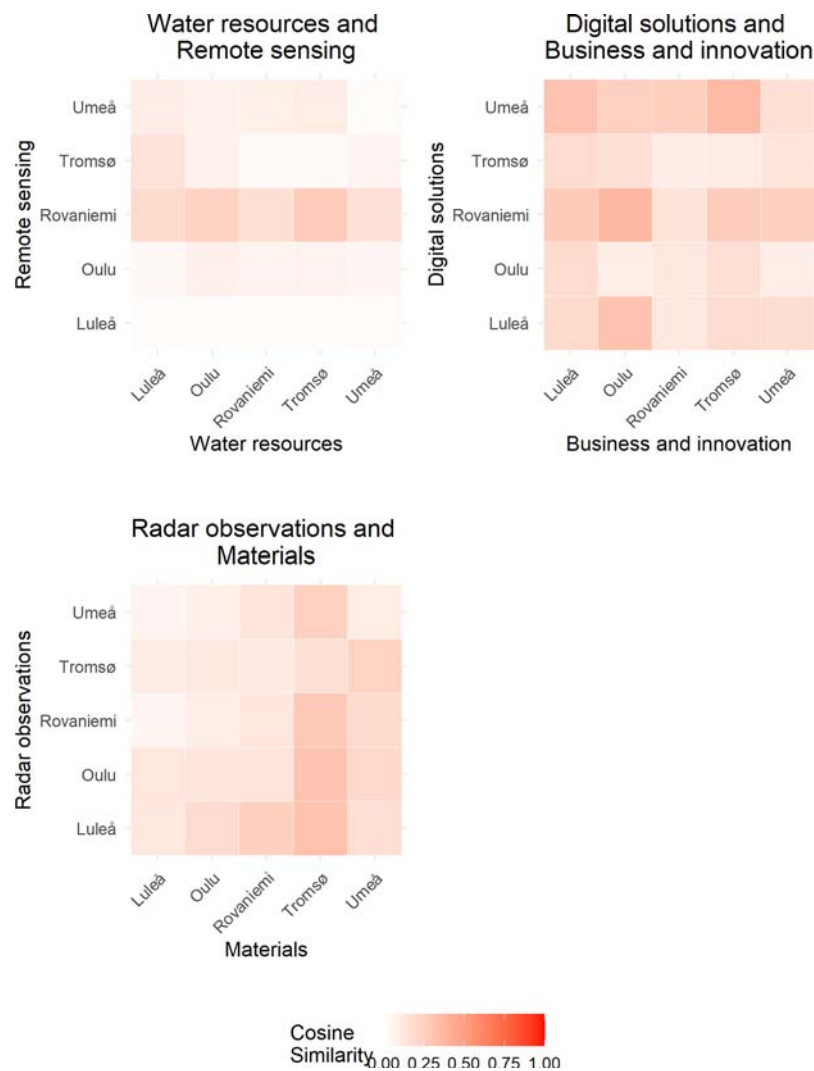 Water resources and
Remote sensing
Remote sensing
Umeå
Tromsø
Rovaniemi
Oulu
Luleå
Luleå
Oulu
Rovaniemi
Tromsø
Umeå
Water resources
Digital solutions and
Business and innovation
Digital solutions
Umeå
Tromsø
Rovaniemi
Oulu
Luleå
Luleå
Oulu
Rovaniemi
Tromsø
Umeå
Business and innovation
Radar observations and
Materials
Radar observations
Umeå
Tromsø
Rovaniemi
Oulu
Luleå
Luleå
Oulu
Rovaniemi
Tromsø
Umeå
Materials
Cosine
Similarity
0.00 0.25 0.50 0.75 1.00